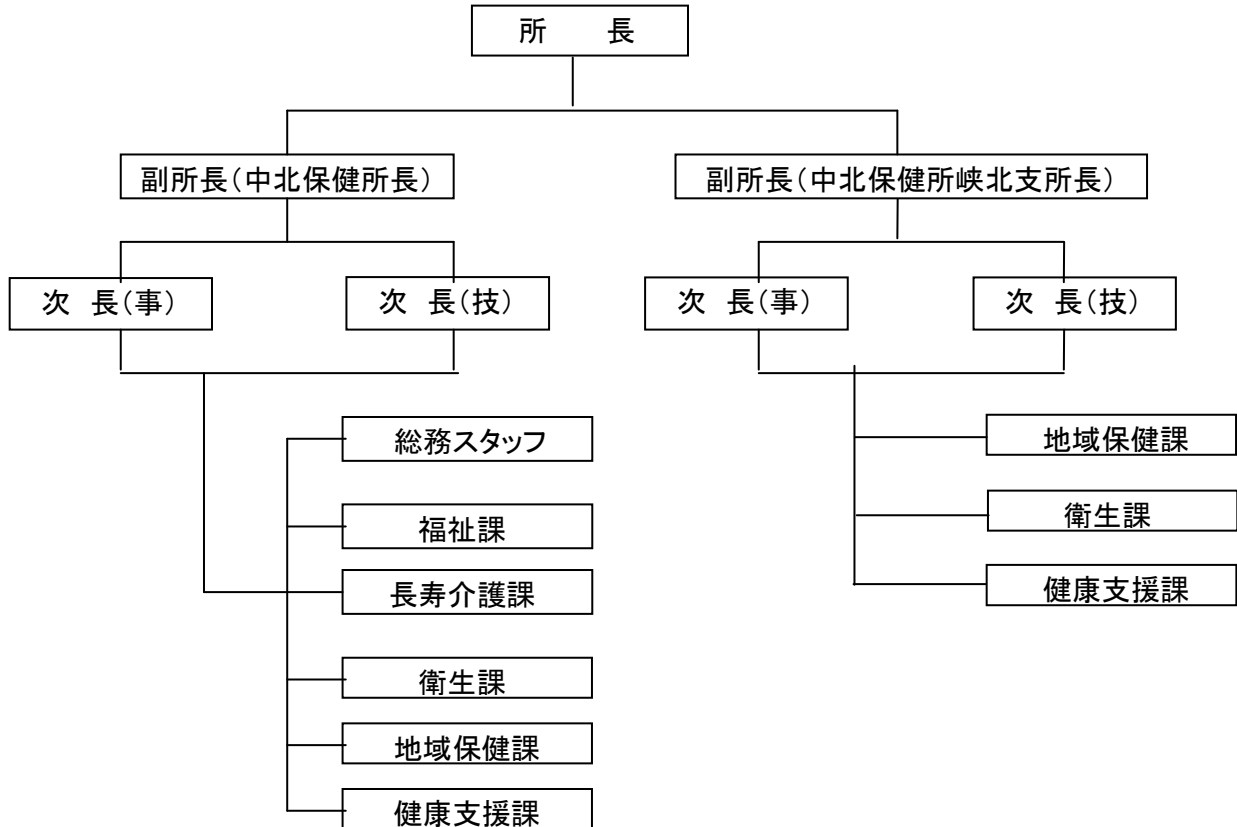 所　　長
副所長(中北保健所長)
副所長(中北保健所峡北支所長)
次　長(事)
次　長(技)
次　長(事)
次　長(技)
総務スタッフ
福祉課
長寿介護課
衛生課
地域保健課
健康支援課
地域保健課
衛生課
健康支援課